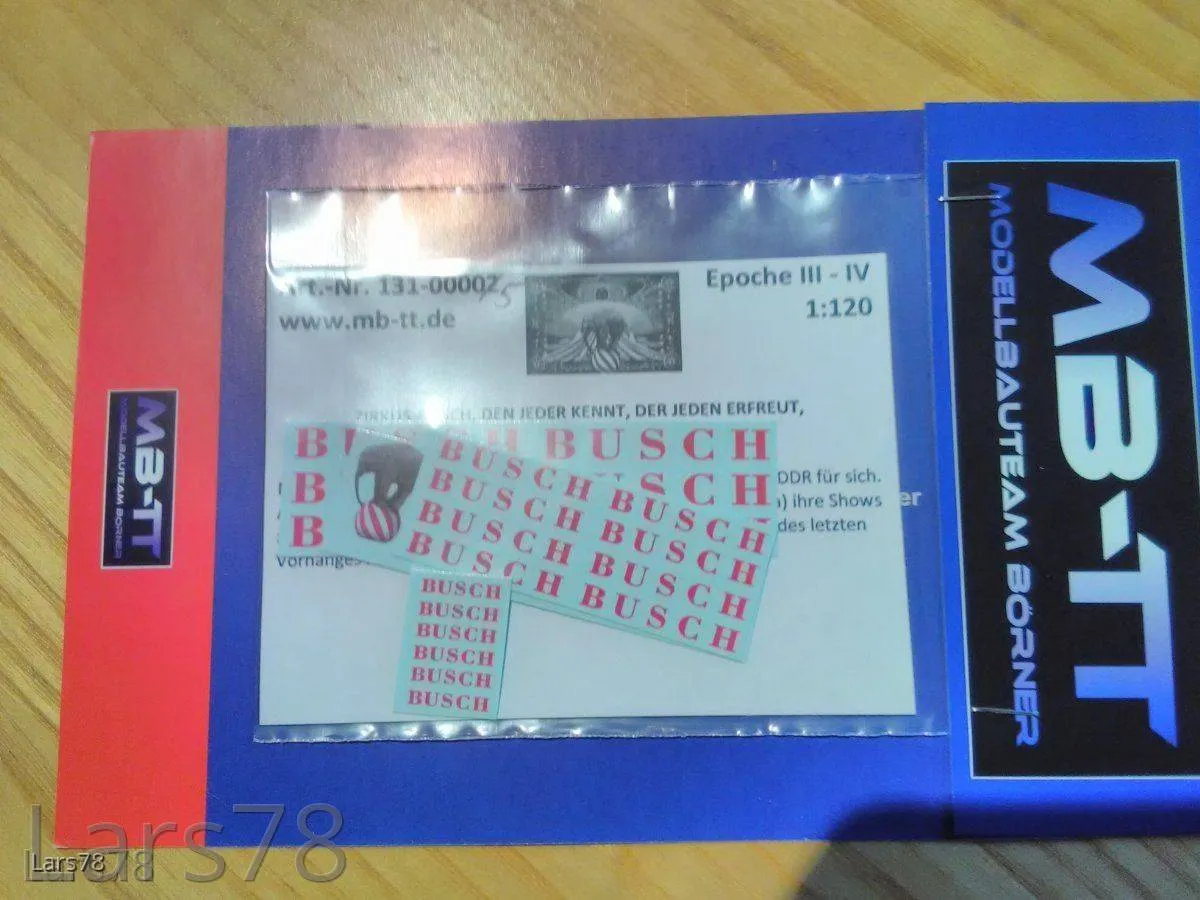 rt.-Nr. 131-00002
www.mb-tt.de
Epoche III - IV
1:120
DEN JEDER KENNT, DER JEDEN ERFREUT,
DDR für sich.
ihre Shows
des letzten
Vorhanges
B
BUSCH
B
SCH
B
BUSCH BUSCH
BUSCH BUSCH
BUSCH BUSCH
BUSCH BUSCH
BUSCH
BUSCH
BUSCH
BUSCH
BUSCH
BUSCH
MB-TT
MODELLBAUTEAM BÖRNER
MB-TT
MODELLBAUTEAM BÖRNER
Lars78
Lars78